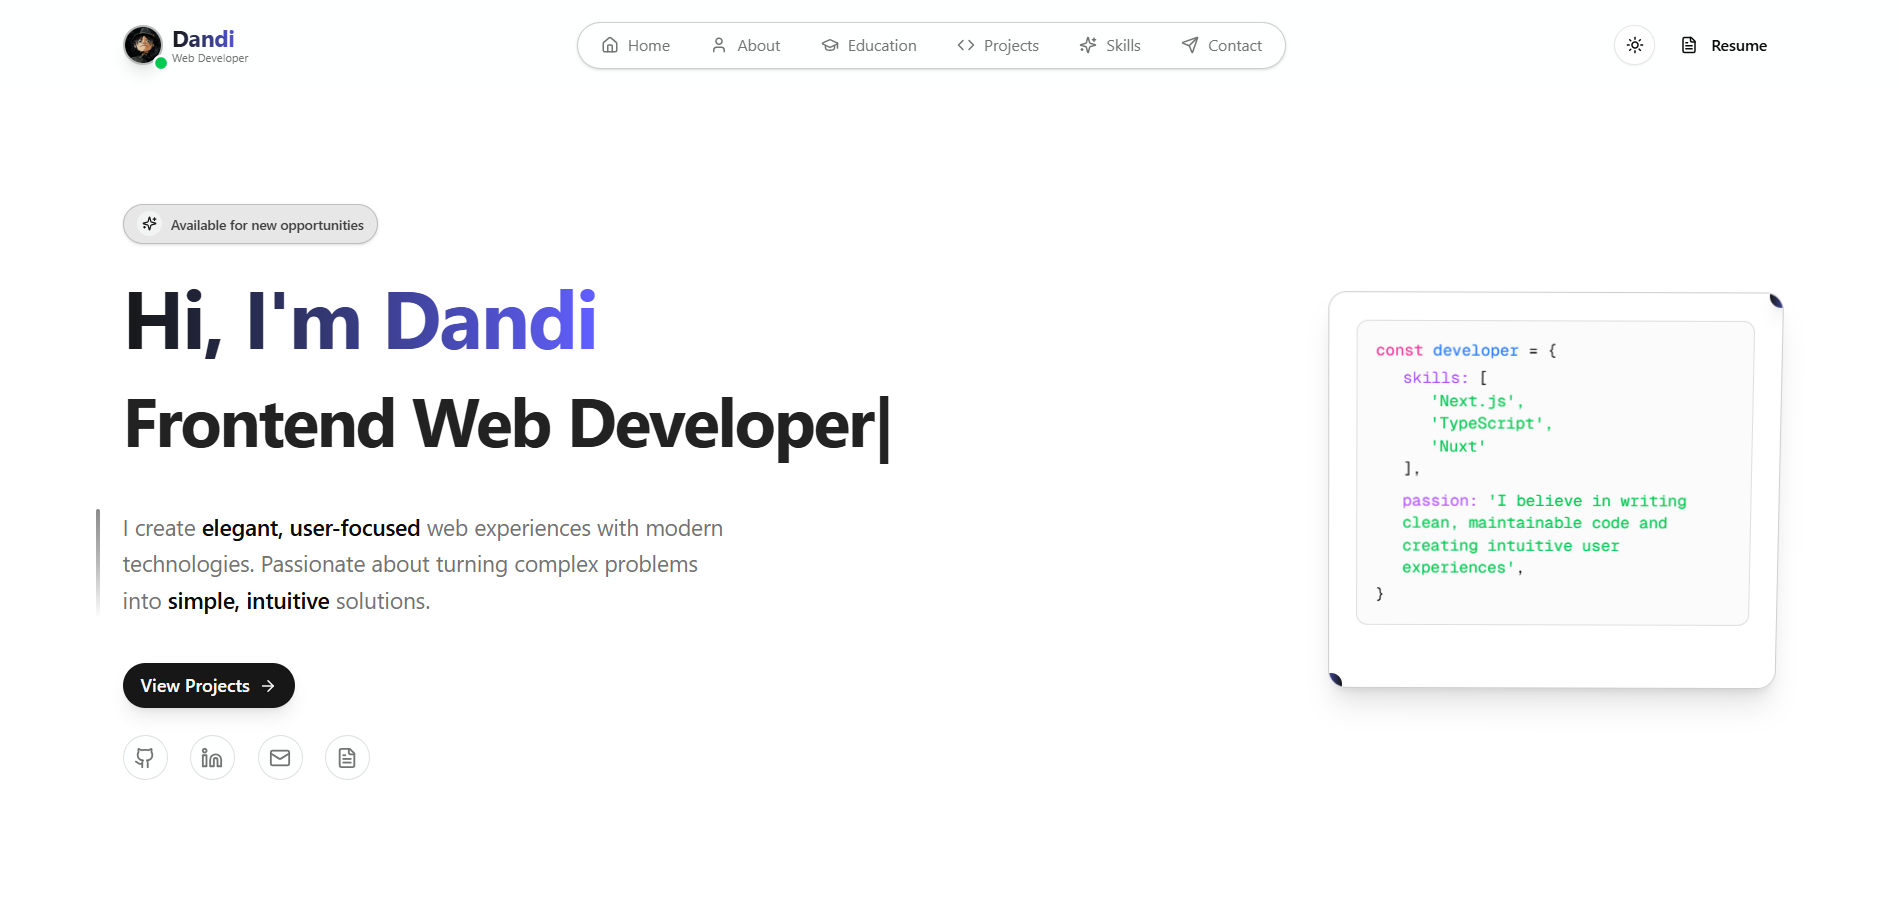 Dandi
Web Developer
Home
About
Education
Projects
Skills
Contact
Resume
Available for new opportunities
Hi, I'm Dandi
Frontend Web Developer|
I create elegant, user-focused web experiences with modern
technologies. Passionate about turning complex problems
into simple, intuitive solutions.
View Projects
const developer = {
skills: [
'Next.js',
'TypeScript',
'Nuxt'
],
passion: 'I believe in writing
clean, maintainable code and
creating intuitive user
experiences',
}